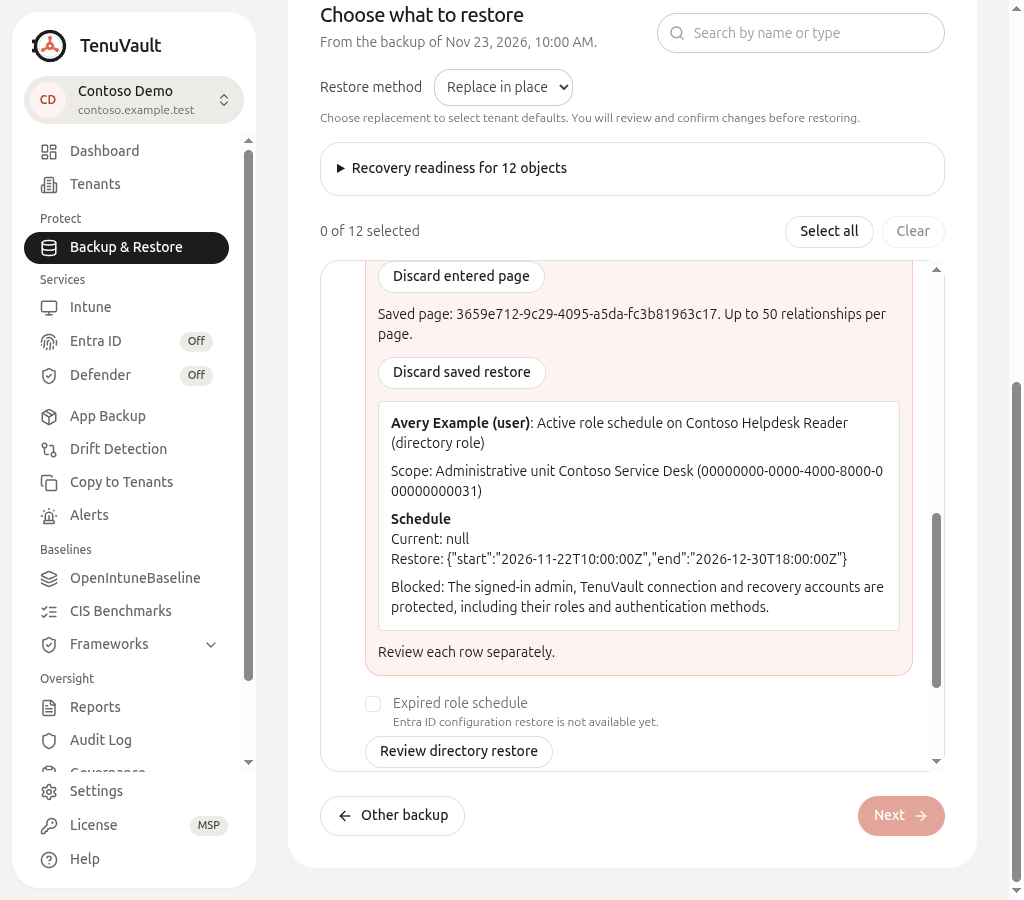 TenuVault
CD
Contoso Demo
contoso.example.test
Dashboard
Tenants
Protect
Backup & Restore
Services
Intune
Entra ID
Off
Defender
Off
App Backup
Drift Detection
Copy to Tenants
Alerts
Baselines
OpenIntuneBaseline
CIS Benchmarks
Frameworks
Oversight
Reports
Audit Log
Governance
Settings
License
MSP
Help
Choose what to restore
From the backup of Nov 23, 2026, 10:00 AM.
Search by name or type
Restore method
Replace in place
Choose replacement to select tenant defaults. You will review and confirm changes before restoring.
Recovery readiness for 12 objects
0 of 12 selected
Select all
Clear
Discard entered page
Saved page: 3659e712-9c29-4095-a5da-fc3b81963c17. Up to 50 relationships per
page.
Discard saved restore
Avery Example (user): Active role schedule on Contoso Helpdesk Reader
(directory role)
Scope: Administrative unit Contoso Service Desk (00000000-0000-4000-8000-0
00000000031)
Schedule
Current: null
Restore: {"start":"2026-11-22T10:00:00Z","end":"2026-12-30T18:00:00Z"}
Blocked: The signed-in admin, TenuVault connection and recovery accounts are
protected, including their roles and authentication methods.
Review each row separately.
Expired role schedule
Entra ID configuration restore is not available yet.
Review directory restore
Other backup
Next